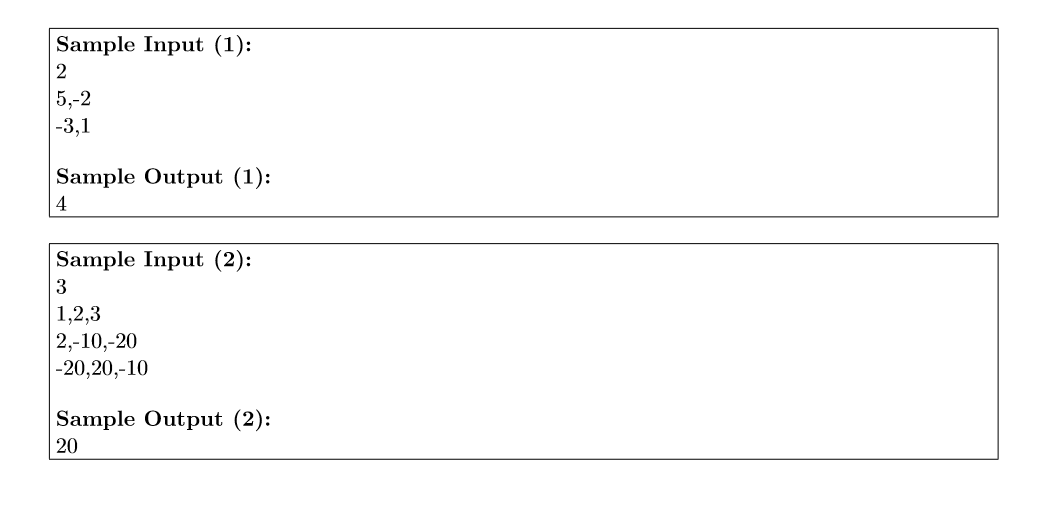 Sample Input (1):
2
5,-2
-3,1
Sample Output (1):
4
Sample Input (2):
3
1,2,3
2,-10,-20
-20,20,-10
Sample Output (2):
20